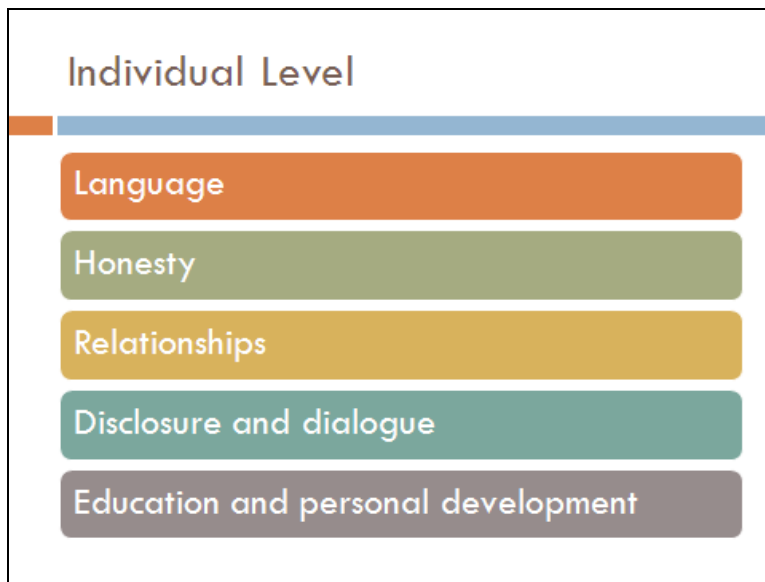 Individual Level
Language
Honesty
Relationships
Disclosure and dialogue
Education and personal development